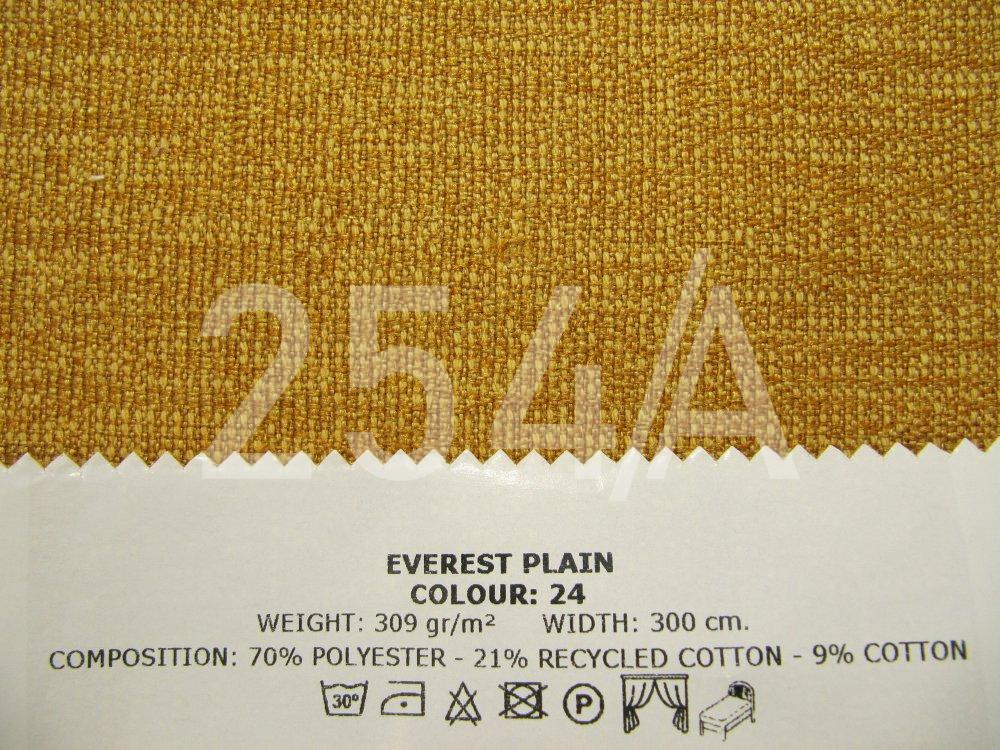 254/A
EVEREST PLAIN
COLOUR: 24
WEIGHT: 309 gr/m² WIDTH: 300 cm.
COMPOSITION: 70% POLYESTER - 21% RECYCLED COTTON - 9% COTTON
30° P